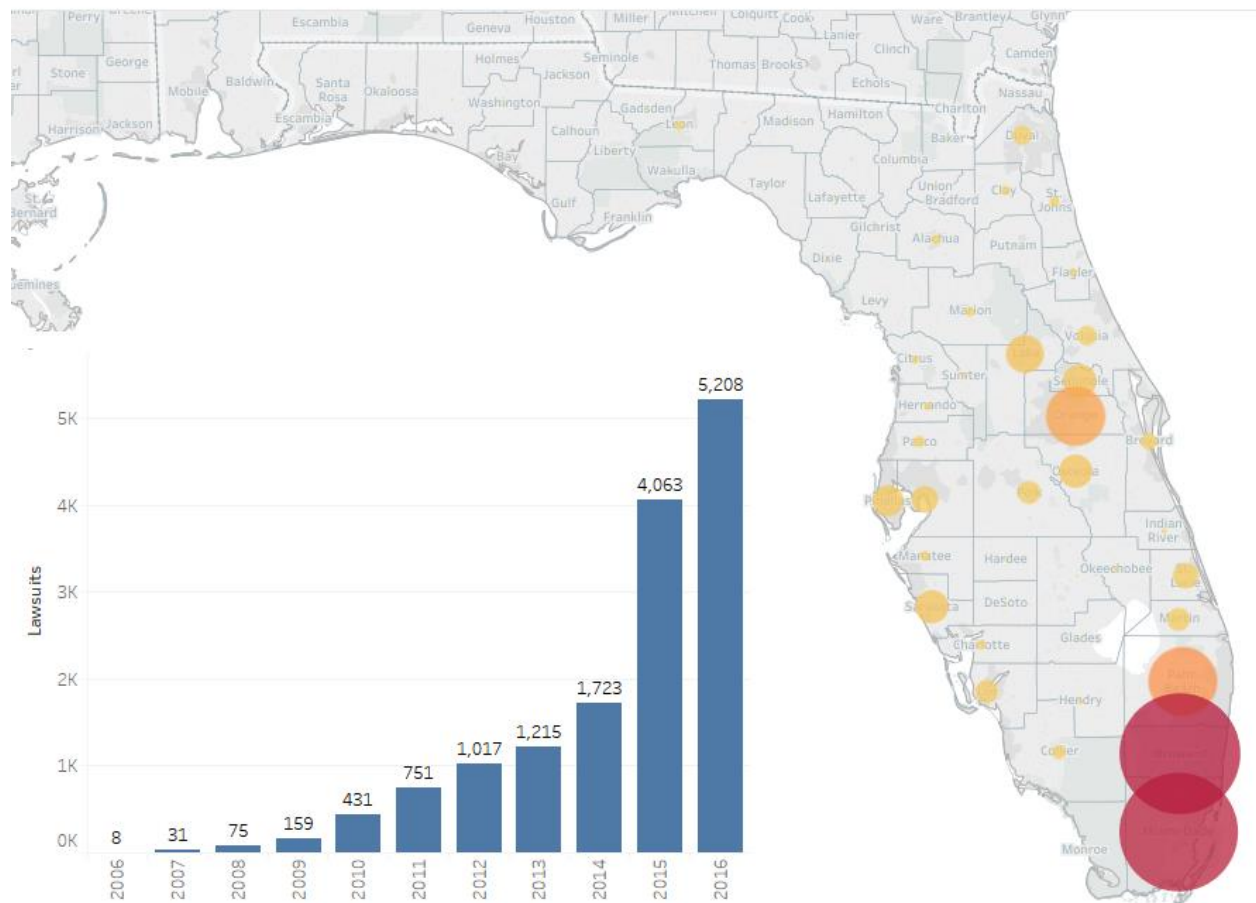 Perry
Escambia
Geneva
Houston
Miller
Mitchell
Colquitt
Cook
Ware
Brantley
Glynn
Lanier
Clinch
Camden
Stone
George
Mobile
Baldwin
Santa
Rosa
Okaloosa
Holmes
Jackson
Seminole
Thomas
Brooks
Echols
Charlton
Nassau
Harrison
Jackson
Escambia
Washington
Gadsden
Leon
Madison
Hamilton
Baker
Duval
Bay
Calhoun
Liberty
Wakulla
Columbia
St.
Bernard
Gulf
Franklin
Taylor
Lafayette
Union
Bradford
Clay
St.
Johns
Gilchrist
Alachua
Putnam
Dixie
Flagler
Levy
Marion
Volusia
Citrus
Lake
Sumter
Seminole
Hernando
Orange
Pasco
Brevard
Osceola
Pinellas
Indian
River
Manatee
Hardee
Okeechobee
Sarasota
DeSoto
Martin
Charlotte
Glades
Palm
Beach
Hendry
Collier
Broward
Miami-Dade
Monroe
Lawsuits
5K
4K
3K
2K
1K
0K
8
31
75
159
431
751
1,017
1,215
1,723
4,063
5,208
2006
2007
2008
2009
2010
2011
2012
2013
2014
2015
2016